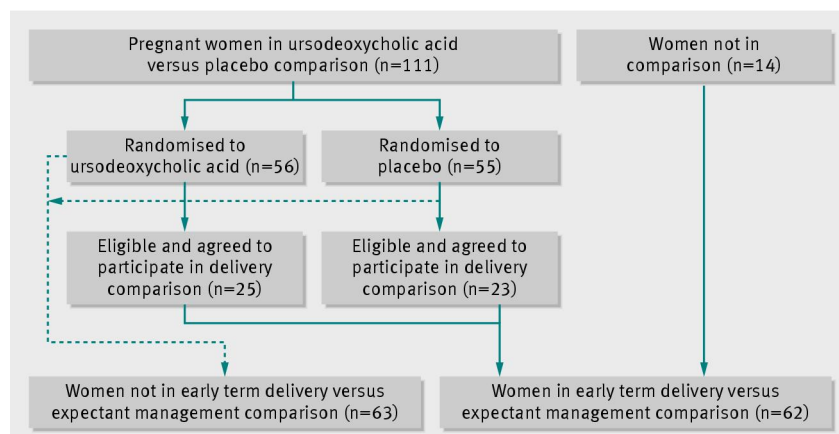 Pregnant women in ursodeoxycholic acid
versus placebo comparison (n=111)
Women not in
comparison (n=14)
Randomised to
ursodeoxycholic acid (n=56)
Randomised to
placebo (n=55)
Eligible and agreed to
participate in delivery
comparison (n=25)
Eligible and agreed to
participate in delivery
comparison (n=23)
Women not in early term delivery versus
expectant management comparison (n=63)
Women in early term delivery versus
expectant management comparison (n=62)